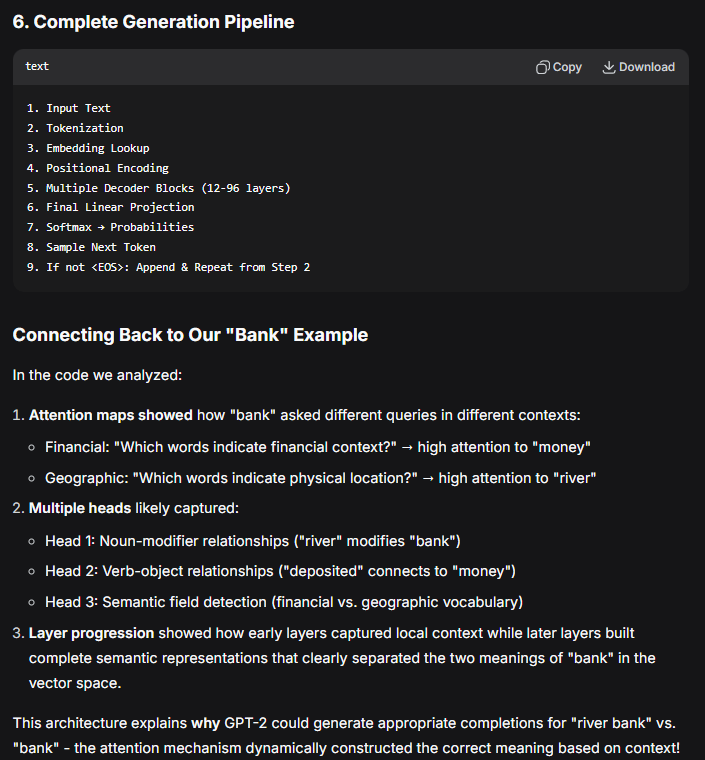 6. Complete Generation Pipeline
text
Copy
Download
1. Input Text
2. Tokenization
3. Embedding Lookup
4. Positional Encoding
5. Multiple Decoder Blocks (12-96 layers)
6. Final Linear Projection
7. Softmax → Probabilities
8. Sample Next Token
9. If not <EOS>: Append & Repeat from Step 2
Connecting Back to Our "Bank" Example
In the code we analyzed:
1. Attention maps showed how "bank" asked different queries in different contexts:
◦ Financial: "Which words indicate financial context?" → high attention to "money"
◦ Geographic: "Which words indicate physical location?" → high attention to "river"
2. Multiple heads likely captured:
◦ Head 1: Noun-modifier relationships ("river" modifies "bank")
◦ Head 2: Verb-object relationships ("deposited" connects to "money")
◦ Head 3: Semantic field detection (financial vs. geographic vocabulary)
3. Layer progression showed how early layers captured local context while later layers built
complete semantic representations that clearly separated the two meanings of "bank" in the
vector space.
This architecture explains why GPT-2 could generate appropriate completions for "river bank" vs.
"bank" - the attention mechanism dynamically constructed the correct meaning based on context!